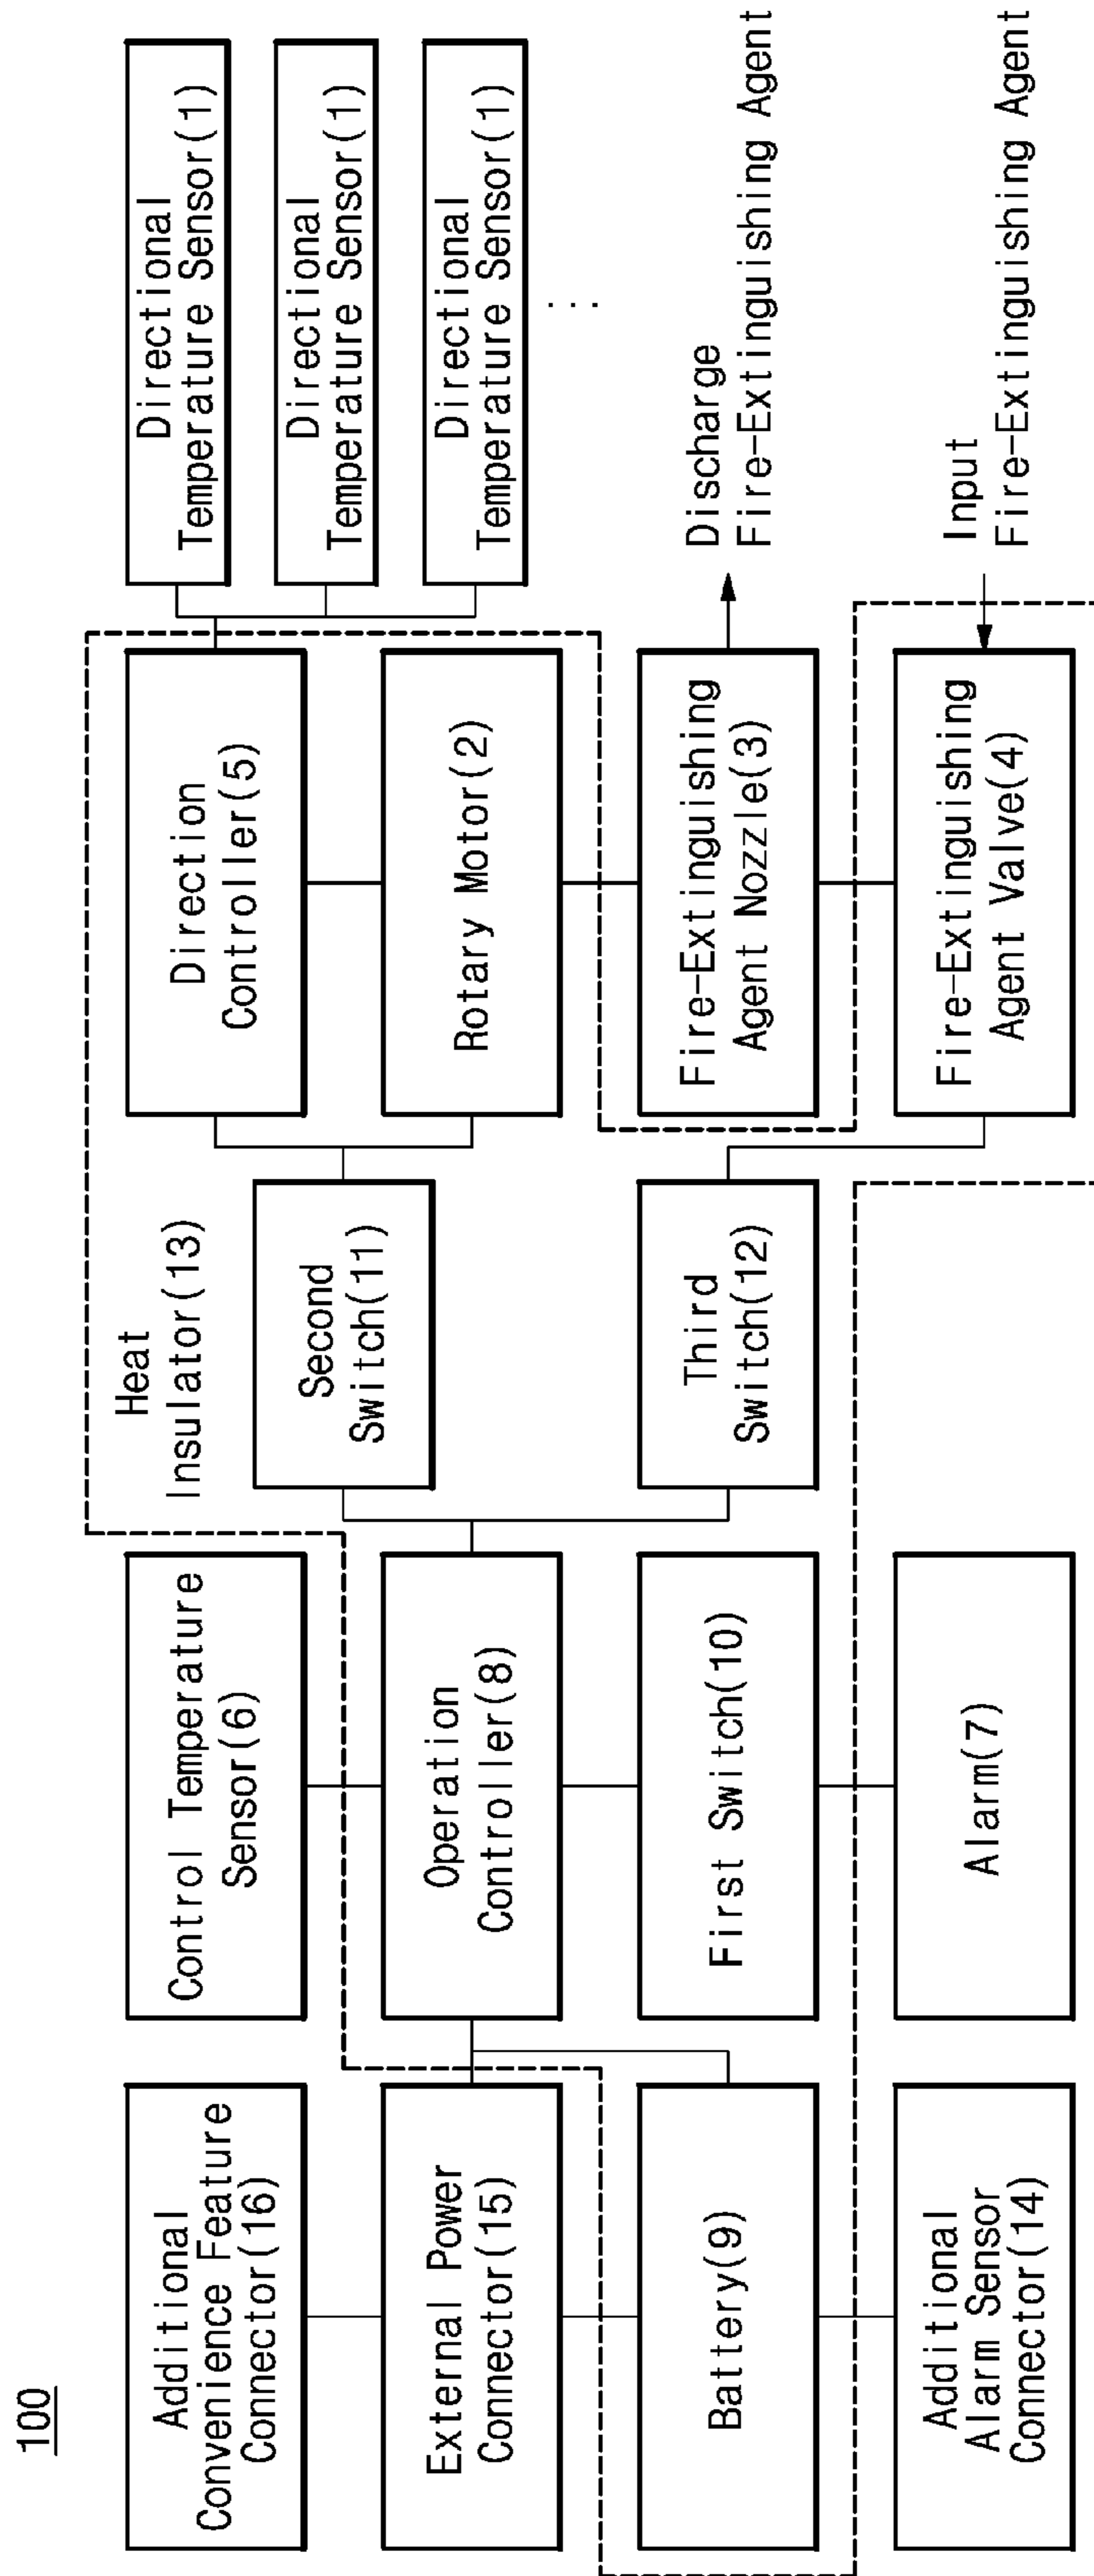 100
Additional
Convenience Feature
Connector(16)
Control Temperature
Sensor(6)
Heat
Insulator(13)
Direction
Controller(5)
Directional
Temperature Sensor(1)
Directional
Temperature Sensor(1)
Directional
Temperature Sensor(1)
...
External Power
Connector(15)
Operation
Controller(8)
Second
Switch(11)
Rotary Motor(2)
Battery(9)
First Switch(10)
Third
Switch(12)
Fire-Extinguishing
Agent Nozzle(3)
Discharge
Fire-Extinguishing Agent
Additional
Alarm Sensor
Connector(14)
Alarm(7)
Fire-Extinguishing
Agent Valve(4)
Input
Fire-Extinguishing Agent